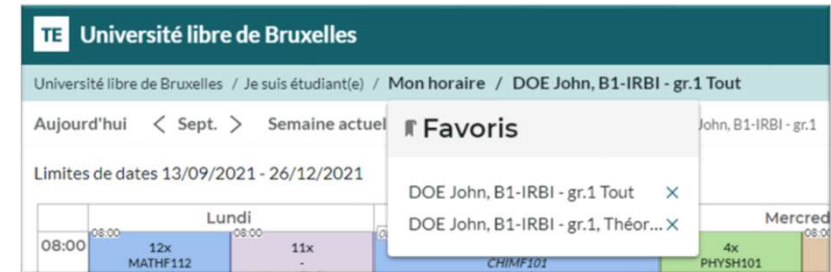 TE Université libre de Bruxelles
Université libre de Bruxelles / Je suis étudiant(e) / Mon horaire / DOE John, B1-IRBI - gr.1 Tout
Aujourd'hui < Sept. > Semaine actuel
John, B1-IRBI - gr.1
Favoris
Limites de dates 13/09/2021 - 26/12/2021
DOE John, B1-IRBI - gr.1 Tout ×
DOE John, B1-IRBI - gr.1, Théor... ×
Lundi
Mercred
08:00 08:00 08:00 08:00
12x 11x 4x
MATHF112 - CHIMF101 PHYSH101